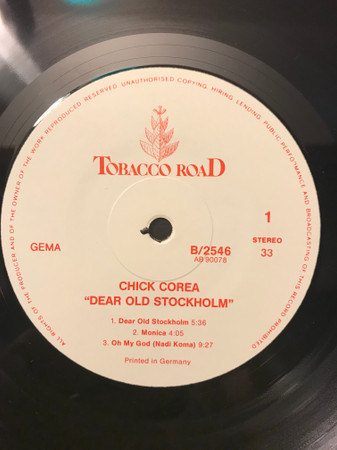 ALL RIGHTS OF THE PRODUCER AND OF THE OWNER OF THE WORK REPRODUCED RESERVED UNAUTHORISED COPYING, HIRING LENDING, PUBLIC PERFORMANCE AND BROADCASTING OF THIS RECORD PROHIBITED
TOBACCO ROAD
1
GEMA
B/2546
STEREO
AB 90078
33
CHICK COREA
"DEAR OLD STOCKHOLM"
1. Dear Old Stockholm 5:36
2. Monica 4:05
3. Oh My God (Nadi Koma) 9:27
Printed in Germany